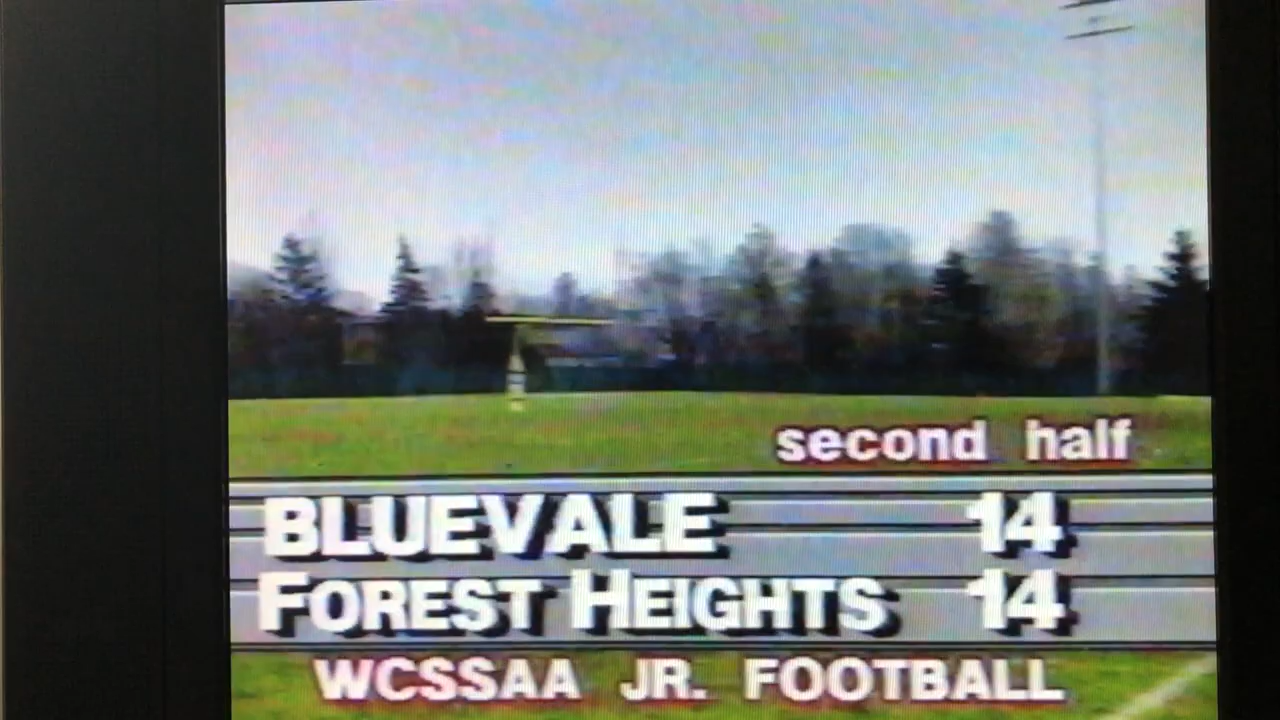 second half
BLUEVALE 14
FOREST HEIGHTS 14
WCSSAA JR. FOOTBALL